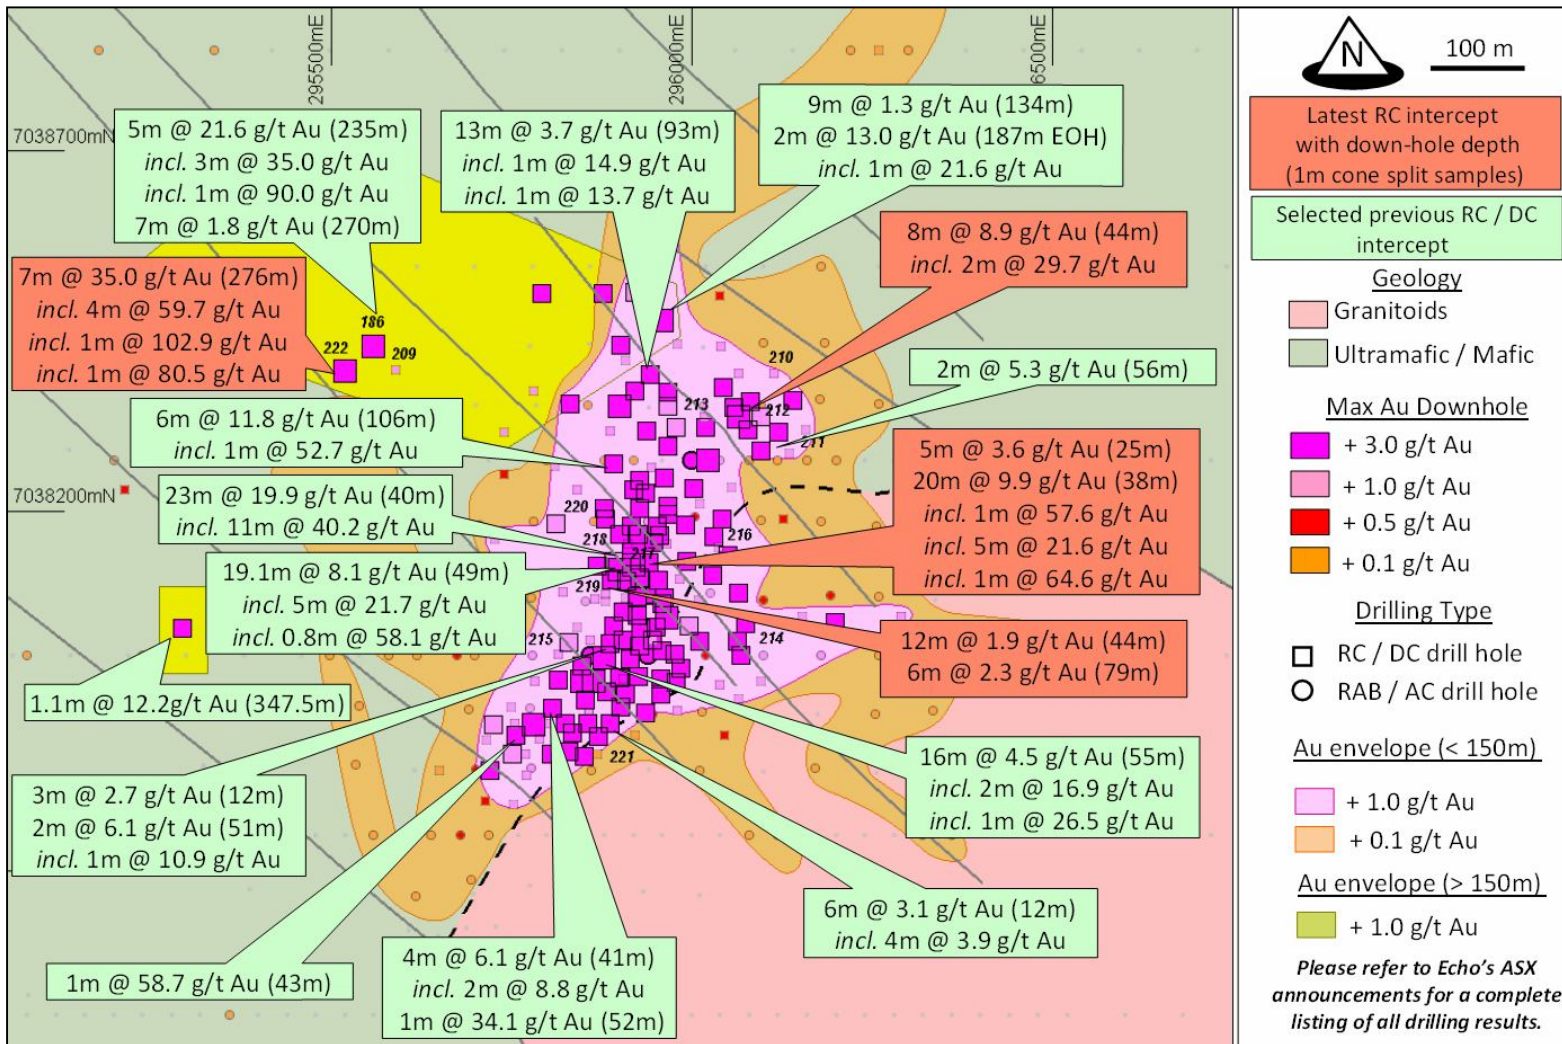 295500mE
296000mE
6500mE
7038700mN
7038200mN
5m @ 21.6 g/t Au (235m)
incl. 3m @ 35.0 g/t Au
incl. 1m @ 90.0 g/t Au
7m @ 1.8 g/t Au (270m)
13m @ 3.7 g/t Au (93m)
incl. 1m @ 14.9 g/t Au
incl. 1m @ 13.7 g/t Au
9m @ 1.3 g/t Au (134m)
2m @ 13.0 g/t Au (187m EOH)
incl. 1m @ 21.6 g/t Au
8m @ 8.9 g/t Au (44m)
incl. 2m @ 29.7 g/t Au
7m @ 35.0 g/t Au (276m)
incl. 4m @ 59.7 g/t Au
incl. 1m @ 102.9 g/t Au
incl. 1m @ 80.5 g/t Au
186
222
209
210
2m @ 5.3 g/t Au (56m)
6m @ 11.8 g/t Au (106m)
incl. 1m @ 52.7 g/t Au
213
212
211
5m @ 3.6 g/t Au (25m)
20m @ 9.9 g/t Au (38m)
incl. 1m @ 57.6 g/t Au
incl. 5m @ 21.6 g/t Au
incl. 1m @ 64.6 g/t Au
23m @ 19.9 g/t Au (40m)
incl. 11m @ 40.2 g/t Au
220
218
217
216
19.1m @ 8.1 g/t Au (49m)
incl. 5m @ 21.7 g/t Au
incl. 0.8m @ 58.1 g/t Au
219
215
214
12m @ 1.9 g/t Au (44m)
6m @ 2.3 g/t Au (79m)
1.1m @ 12.2g/t Au (347.5m)
221
16m @ 4.5 g/t Au (55m)
incl. 2m @ 16.9 g/t Au
incl. 1m @ 26.5 g/t Au
3m @ 2.7 g/t Au (12m)
2m @ 6.1 g/t Au (51m)
incl. 1m @ 10.9 g/t Au
6m @ 3.1 g/t Au (12m)
incl. 4m @ 3.9 g/t Au
1m @ 58.7 g/t Au (43m)
4m @ 6.1 g/t Au (41m)
incl. 2m @ 8.8 g/t Au
1m @ 34.1 g/t Au (52m)
N
100 m
Latest RC intercept
with down-hole depth
(1m cone split samples)
Selected previous RC / DC
intercept
Geology
Granitoids
Ultramafic / Mafic
Max Au Downhole
+ 3.0 g/t Au
+ 1.0 g/t Au
+ 0.5 g/t Au
+ 0.1 g/t Au
Drilling Type
RC / DC drill hole
RAB / AC drill hole
Au envelope (< 150m)
+ 1.0 g/t Au
+ 0.1 g/t Au
Au envelope (> 150m)
+ 1.0 g/t Au
Please refer to Echo's ASX
announcements for a complete
listing of all drilling results.